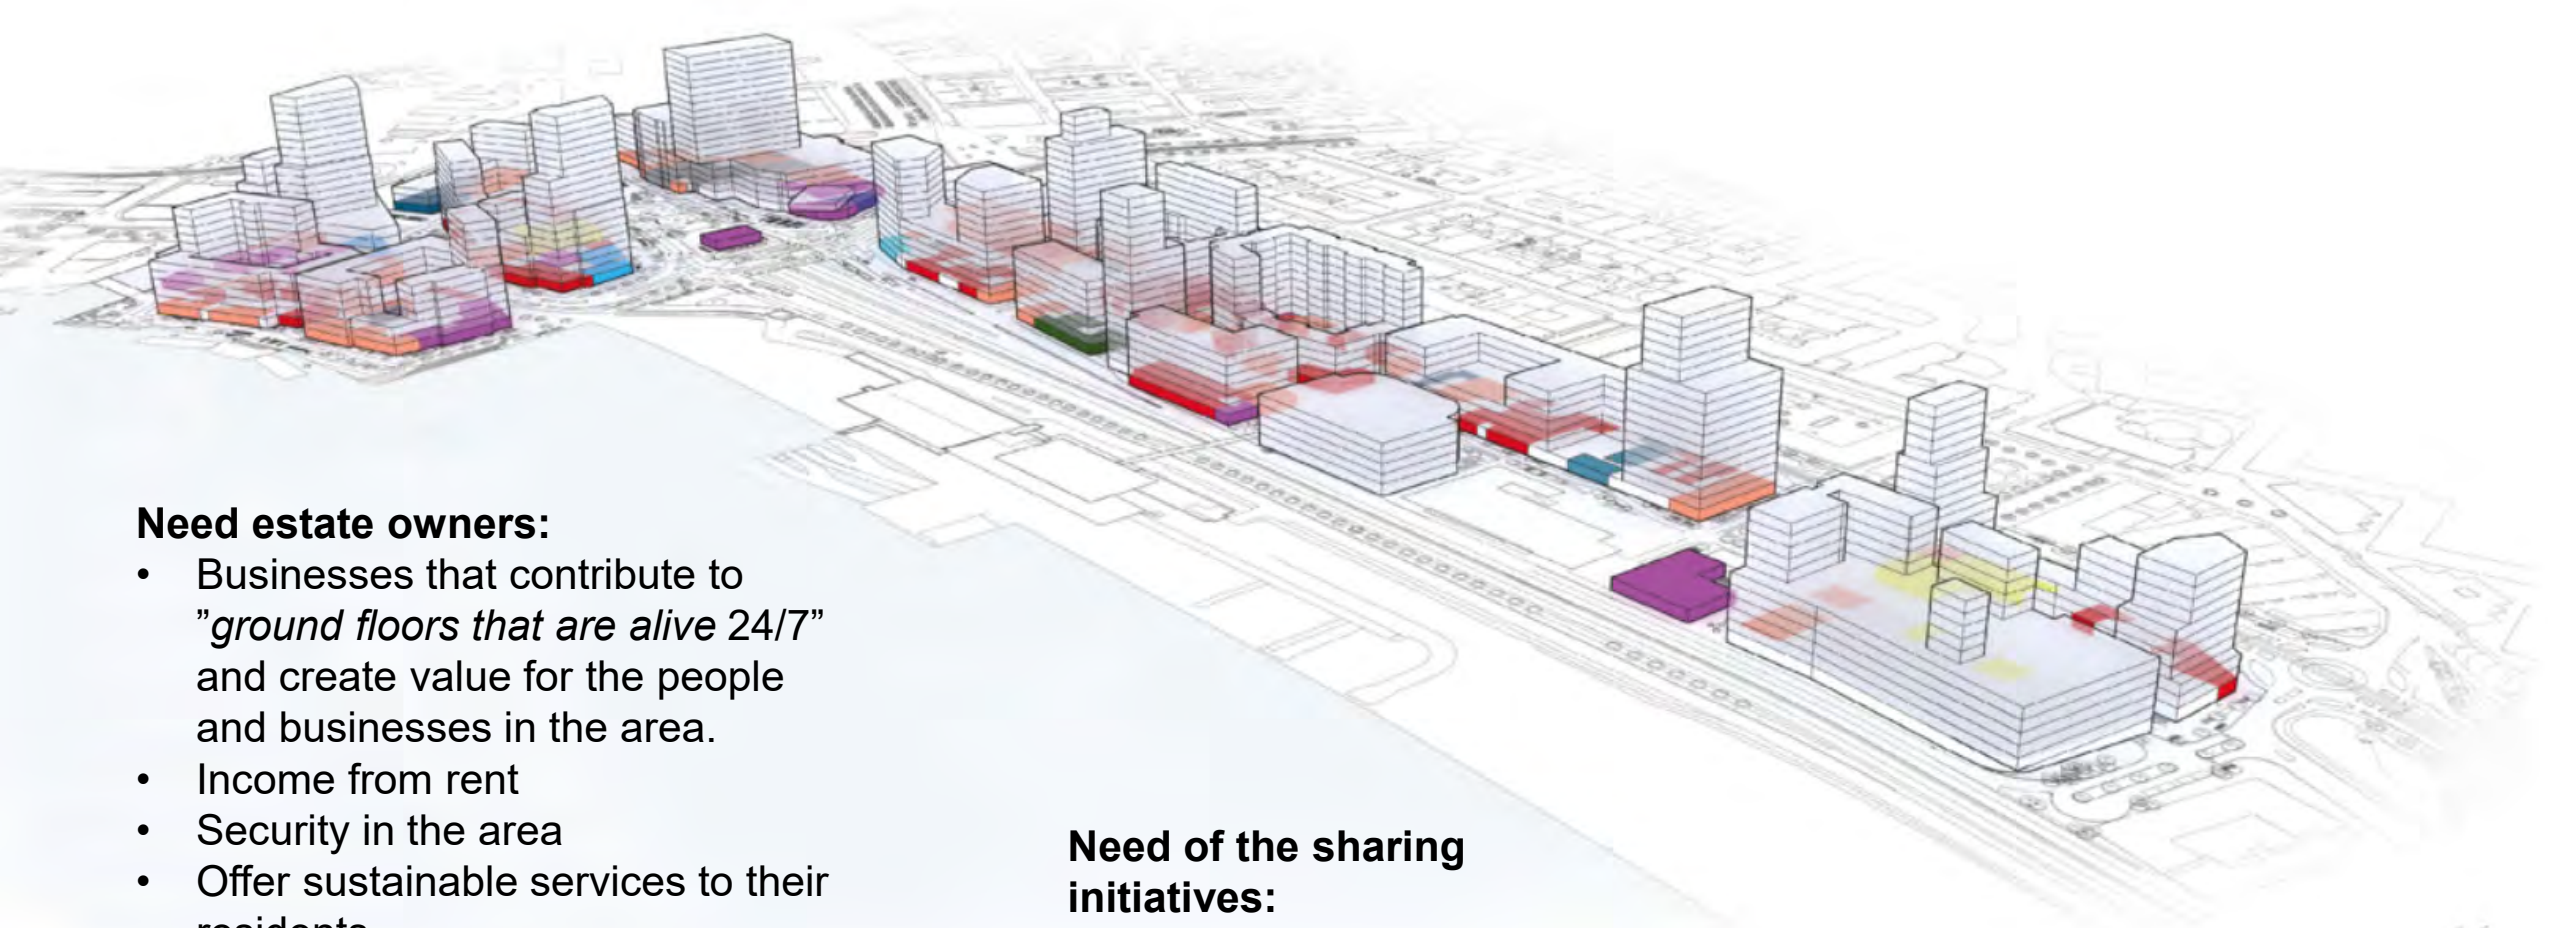 Need estate owners:
• Businesses that contribute to
”ground floors that are alive 24/7”
and create value for the people
and businesses in the area.
• Income from rent
• Security in the area
• Offer sustainable services to their
residents
Need of the sharing
initiatives: